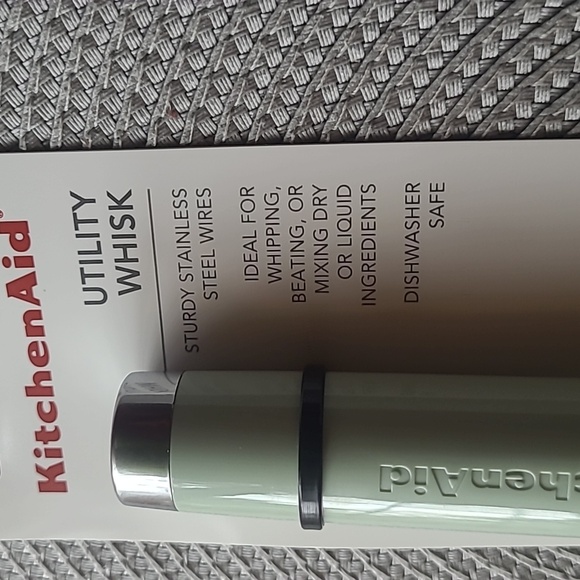 KitchenAid
UTILITY
WHISK
STURDY STAINLESS
STEEL WIRES
IDEAL FOR
WHIPPING,
BEATING, OR
MIXING DRY
OR LIQUID
INGREDIENTS
DISHWASHER
SAFE
chenAid